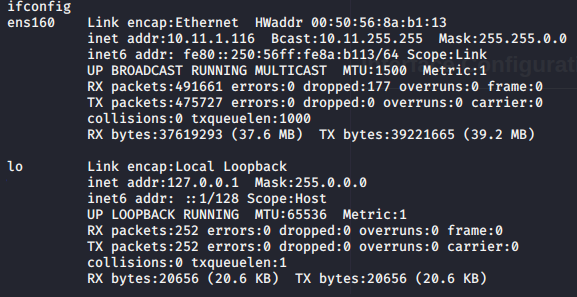 ifconfig
ens160    Link encap:Ethernet  HWaddr 00:50:56:8a:b1:13
          inet addr:10.11.1.116  Bcast:10.11.255.255  Mask:255.255.0.0
          inet6 addr: fe80::250:56ff:fe8a:b113/64 Scope:Link
          UP BROADCAST RUNNING MULTICAST  MTU:1500  Metric:1
          RX packets:491661 errors:0 dropped:177 overruns:0 frame:0
          TX packets:475727 errors:0 dropped:0 overruns:0 carrier:0
          collisions:0 txqueuelen:1000
          RX bytes:37619293 (37.6 MB)  TX bytes:39221665 (39.2 MB)

lo        Link encap:Local Loopback
          inet addr:127.0.0.1  Mask:255.0.0.0
          inet6 addr: ::1/128 Scope:Host
          UP LOOPBACK RUNNING  MTU:65536  Metric:1
          RX packets:252 errors:0 dropped:0 overruns:0 frame:0
          TX packets:252 errors:0 dropped:0 overruns:0 carrier:0
          collisions:0 txqueuelen:1
          RX bytes:20656 (20.6 KB)  TX bytes:20656 (20.6 KB)